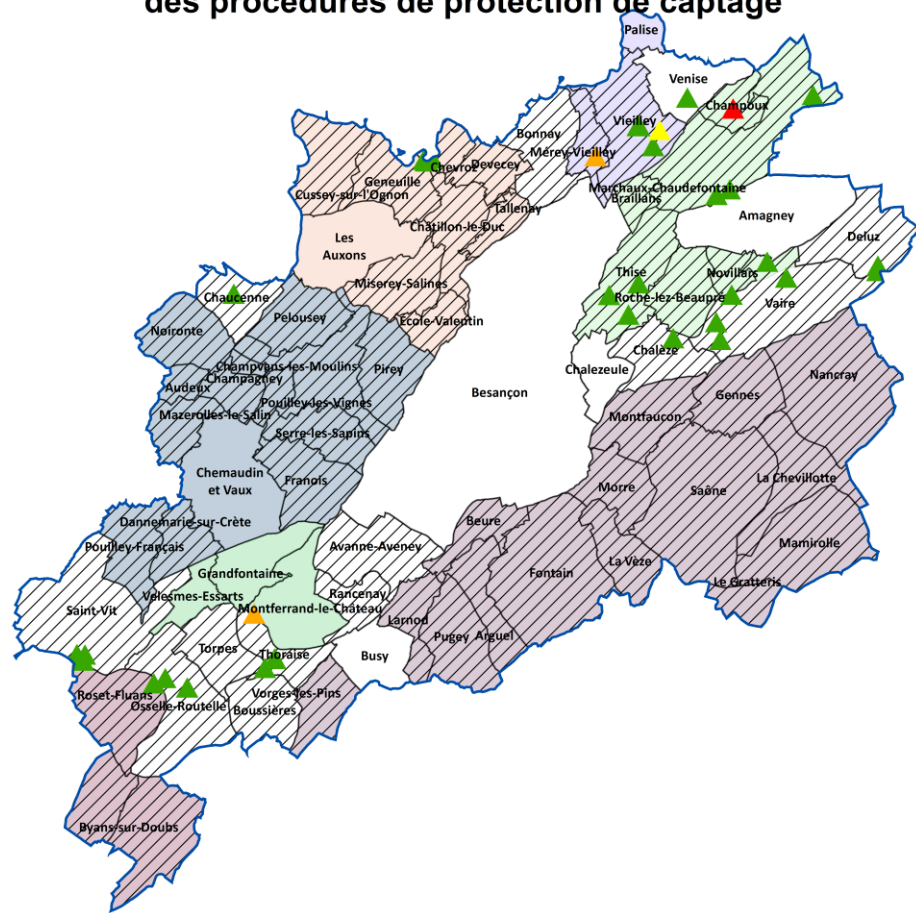 des procédures de protection de captage
Palise
Venise
Champoux
Vieilley
Bonnay
Mérey-Vieilley
Chevroz
Devecey
Geneuille
Cussey-sur-l'Ognon
Marchaux-Chaudefontaine
Braillans
Tallenay
Amagney
Châtillon-le-Duc
Les
Auxons
Deluz
Thise
Novillars
Miserey-Salines
Chaucenne
Roche-lez-Beaupré
Vaire
Pelousey
École-Valentin
Noironte
Chalèze
Champvans-les-Moulins
Pirey
Chalezeule
Nancray
Champagney
Audeux
Besançon
Gennes
Pouilley-les-Vignes
Mazerolles-le-Salin
Montfaucon
Serre-les-Sapins
Chemaudin
et Vaux
Franois
La Chevillotte
Morre
Saône
Dannemarie-sur-Crète
Beure
Mamirolle
Pouilley-Français
Avanne-Aveney
Grandfontaine
Fontain
La Vèze
Le Gratteris
Velesmes-Essarts
Rancenay
Saint-Vit
Montferrand-le-Château
Larnod
Pugey
Arguel
Torpes
Thoraise
Busy
Roset-Fluans
Vorges-les-Pins
Osselle-Routelle
Boussières
Byans-sur-Doubs